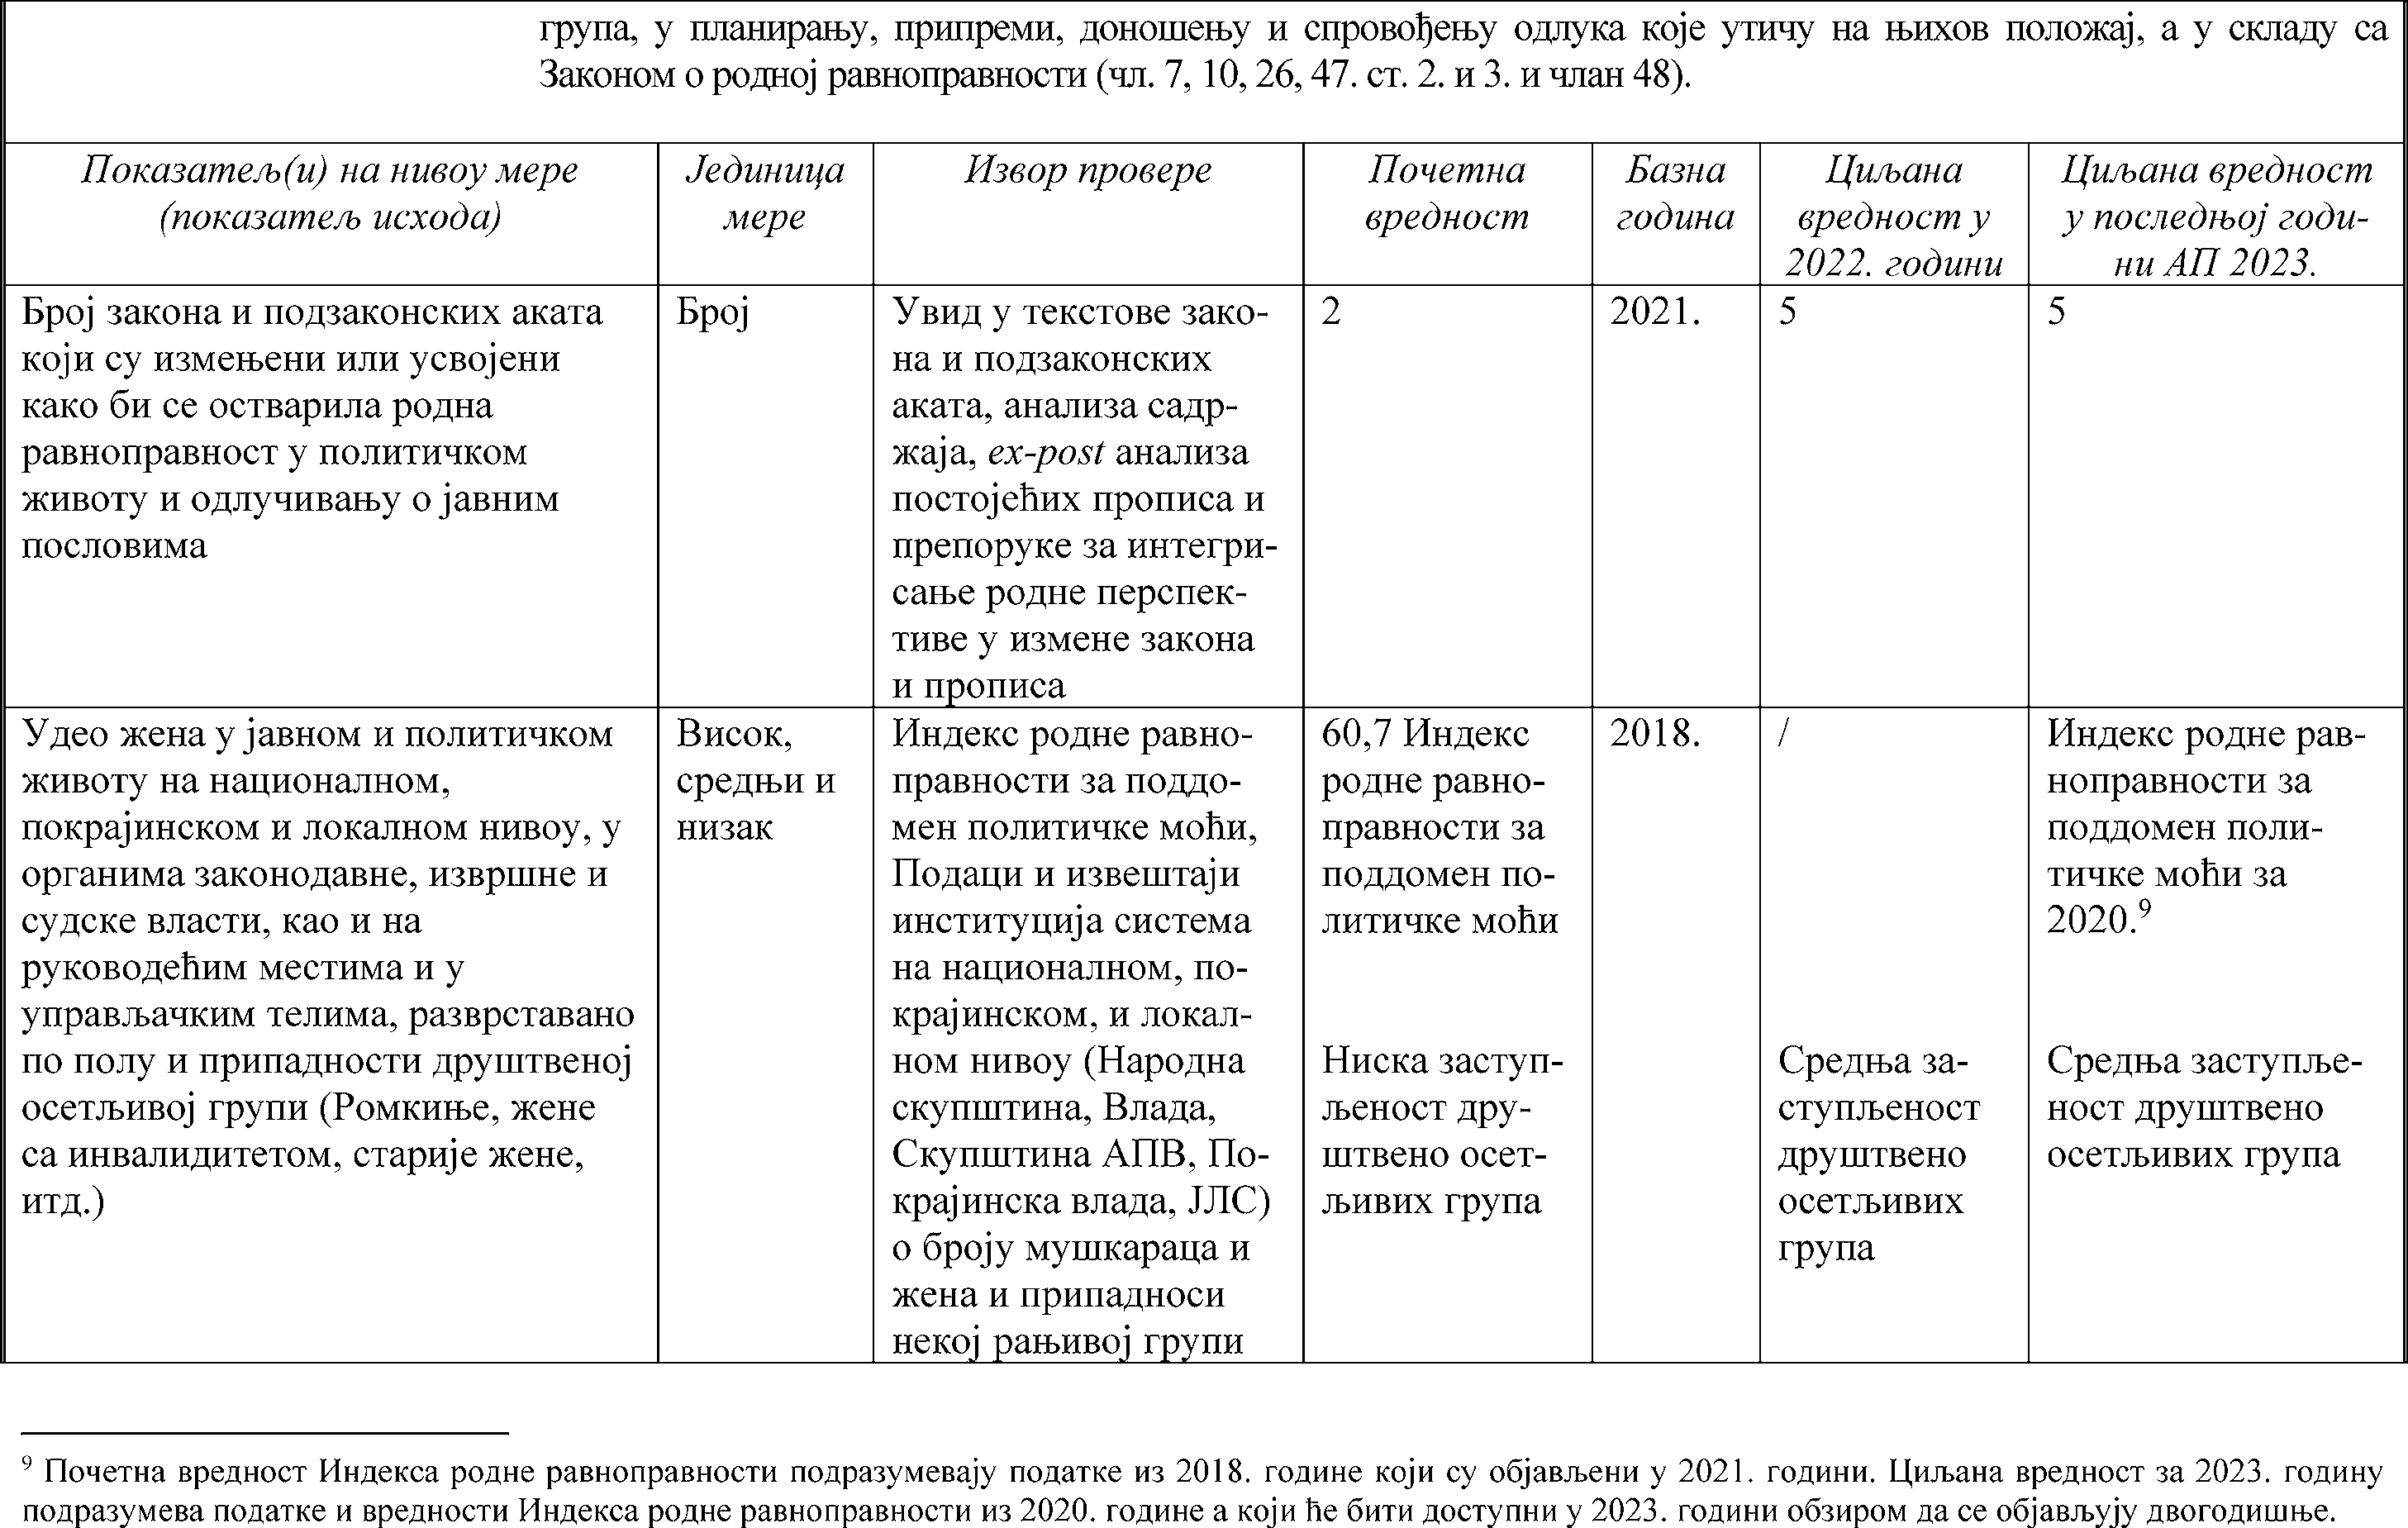 група, у планирању, припреми, доношењу и спровођењу одлука које утичу на њихов положај, а у складу са
Законом о родној равноправности (чл. 7, 10, 26, 47. ст. 2. и 3. и члан 48).
Показатељ(и) на нивоу мере
(показатељ исхода)
Јединица
мере
Извор провере
Почетна
вредност
Базна
година
Циљана
вредност у
2022. години
Циљана вредност
у последњој годи-
ни АП 2023.
Број закона и подзаконских аката
који су измењени или усвојени
како би се остварила родна
равноправност у политичком
животу и одлучивању о јавним
пословима
Број
Увид у текстове зако-
на и подзаконских
аката, анализа садр-
жаја, ex-post анализа
постојећих прописа и
препоруке за интегри-
сање родне перспек-
тиве у измене закона
и прописа
2
2021.
5
5
Удео жена у јавном и политичком
животу на националном,
покрајинском и локалном нивоу, у
органима законодавне, извршне и
судске власти, као и на
руководећим местима и у
управљачким телима, разврставано
по полу и припадности друштвеној
осетљивој групи (Ромкиње, жене
са инвалидитетом, старије жене,
итд.)
Висок,
средњи и
низак
Индекс родне равно-
правности за поддо-
мен политичке моћи,
Подаци и извештаји
институција система
на националном, по-
крајинском, и локал-
ном нивоу (Народна
скупштина, Влада,
Скупштина АПВ, По-
крајинска влада, ЈЛС)
о броју мушкараца и
жена и припадноси
некој рањивој групи
60,7 Индекс
родне равно-
правности за
поддомен по-
литичке моћи
Ниска заступ-
љеност дру-
штвено осет-
љивих група
2018.
/
Средња за-
ступљеност
друштвено
осетљивих
група
Индекс родне рав-
ноправности за
поддомен поли-
тичке моћи за
2020.⁹
Средња заступље-
ност друштвено
осетљивих група
⁹ Почетна вредност Индекса родне равноправности подразумевају податке из 2018. године који су објављени у 2021. години. Циљана вредност за 2023. годину
подразумева податке и вредности Индекса родне равноправности из 2020. године а који ће бити доступни у 2023. години обзиром да се објављују двогодишње.